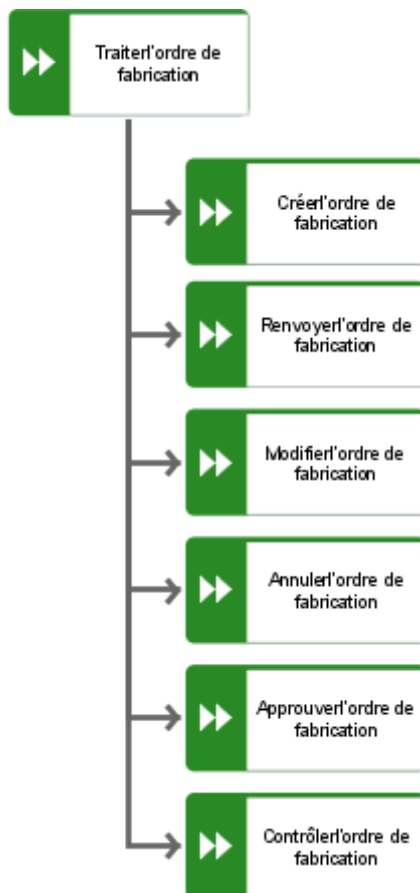 Traiterl'ordre de
fabrication
Créerl'ordre de
fabrication
Renvoyerl'ordre de
fabrication
Modifierl'ordre de
fabrication
Annulerl'ordre de
fabrication
Approuverl'ordre de
fabrication
Contrôlerl'ordre de
fabrication